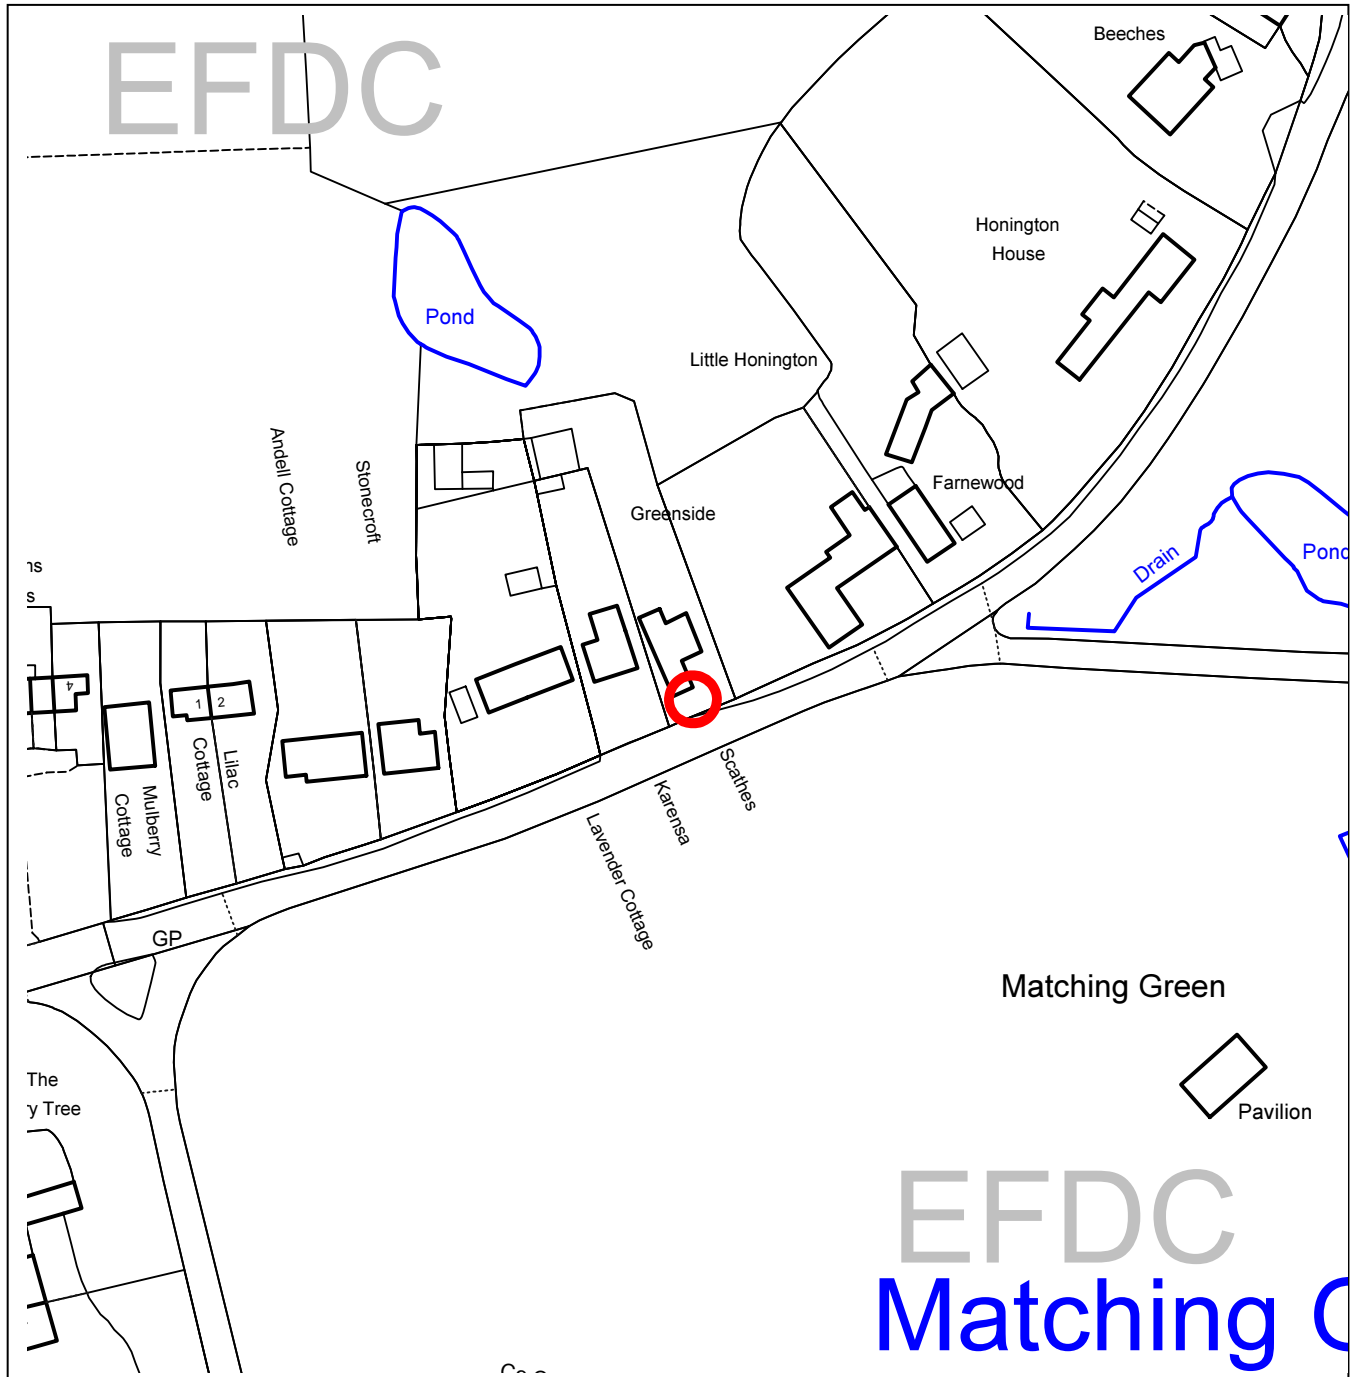 EFDC
Beeches
Honington
House
Pond
Little Honington
Andell Cottage
Stonecroft
Farnewood
Greenside
Drain
Pond
4
1
2
Cottage
Lilac
Mulberry
Cottage
Scathes
Karensa
Lavender Cottage
GP
Matching Green
The
Tree
Pavilion
EFDC
Matching